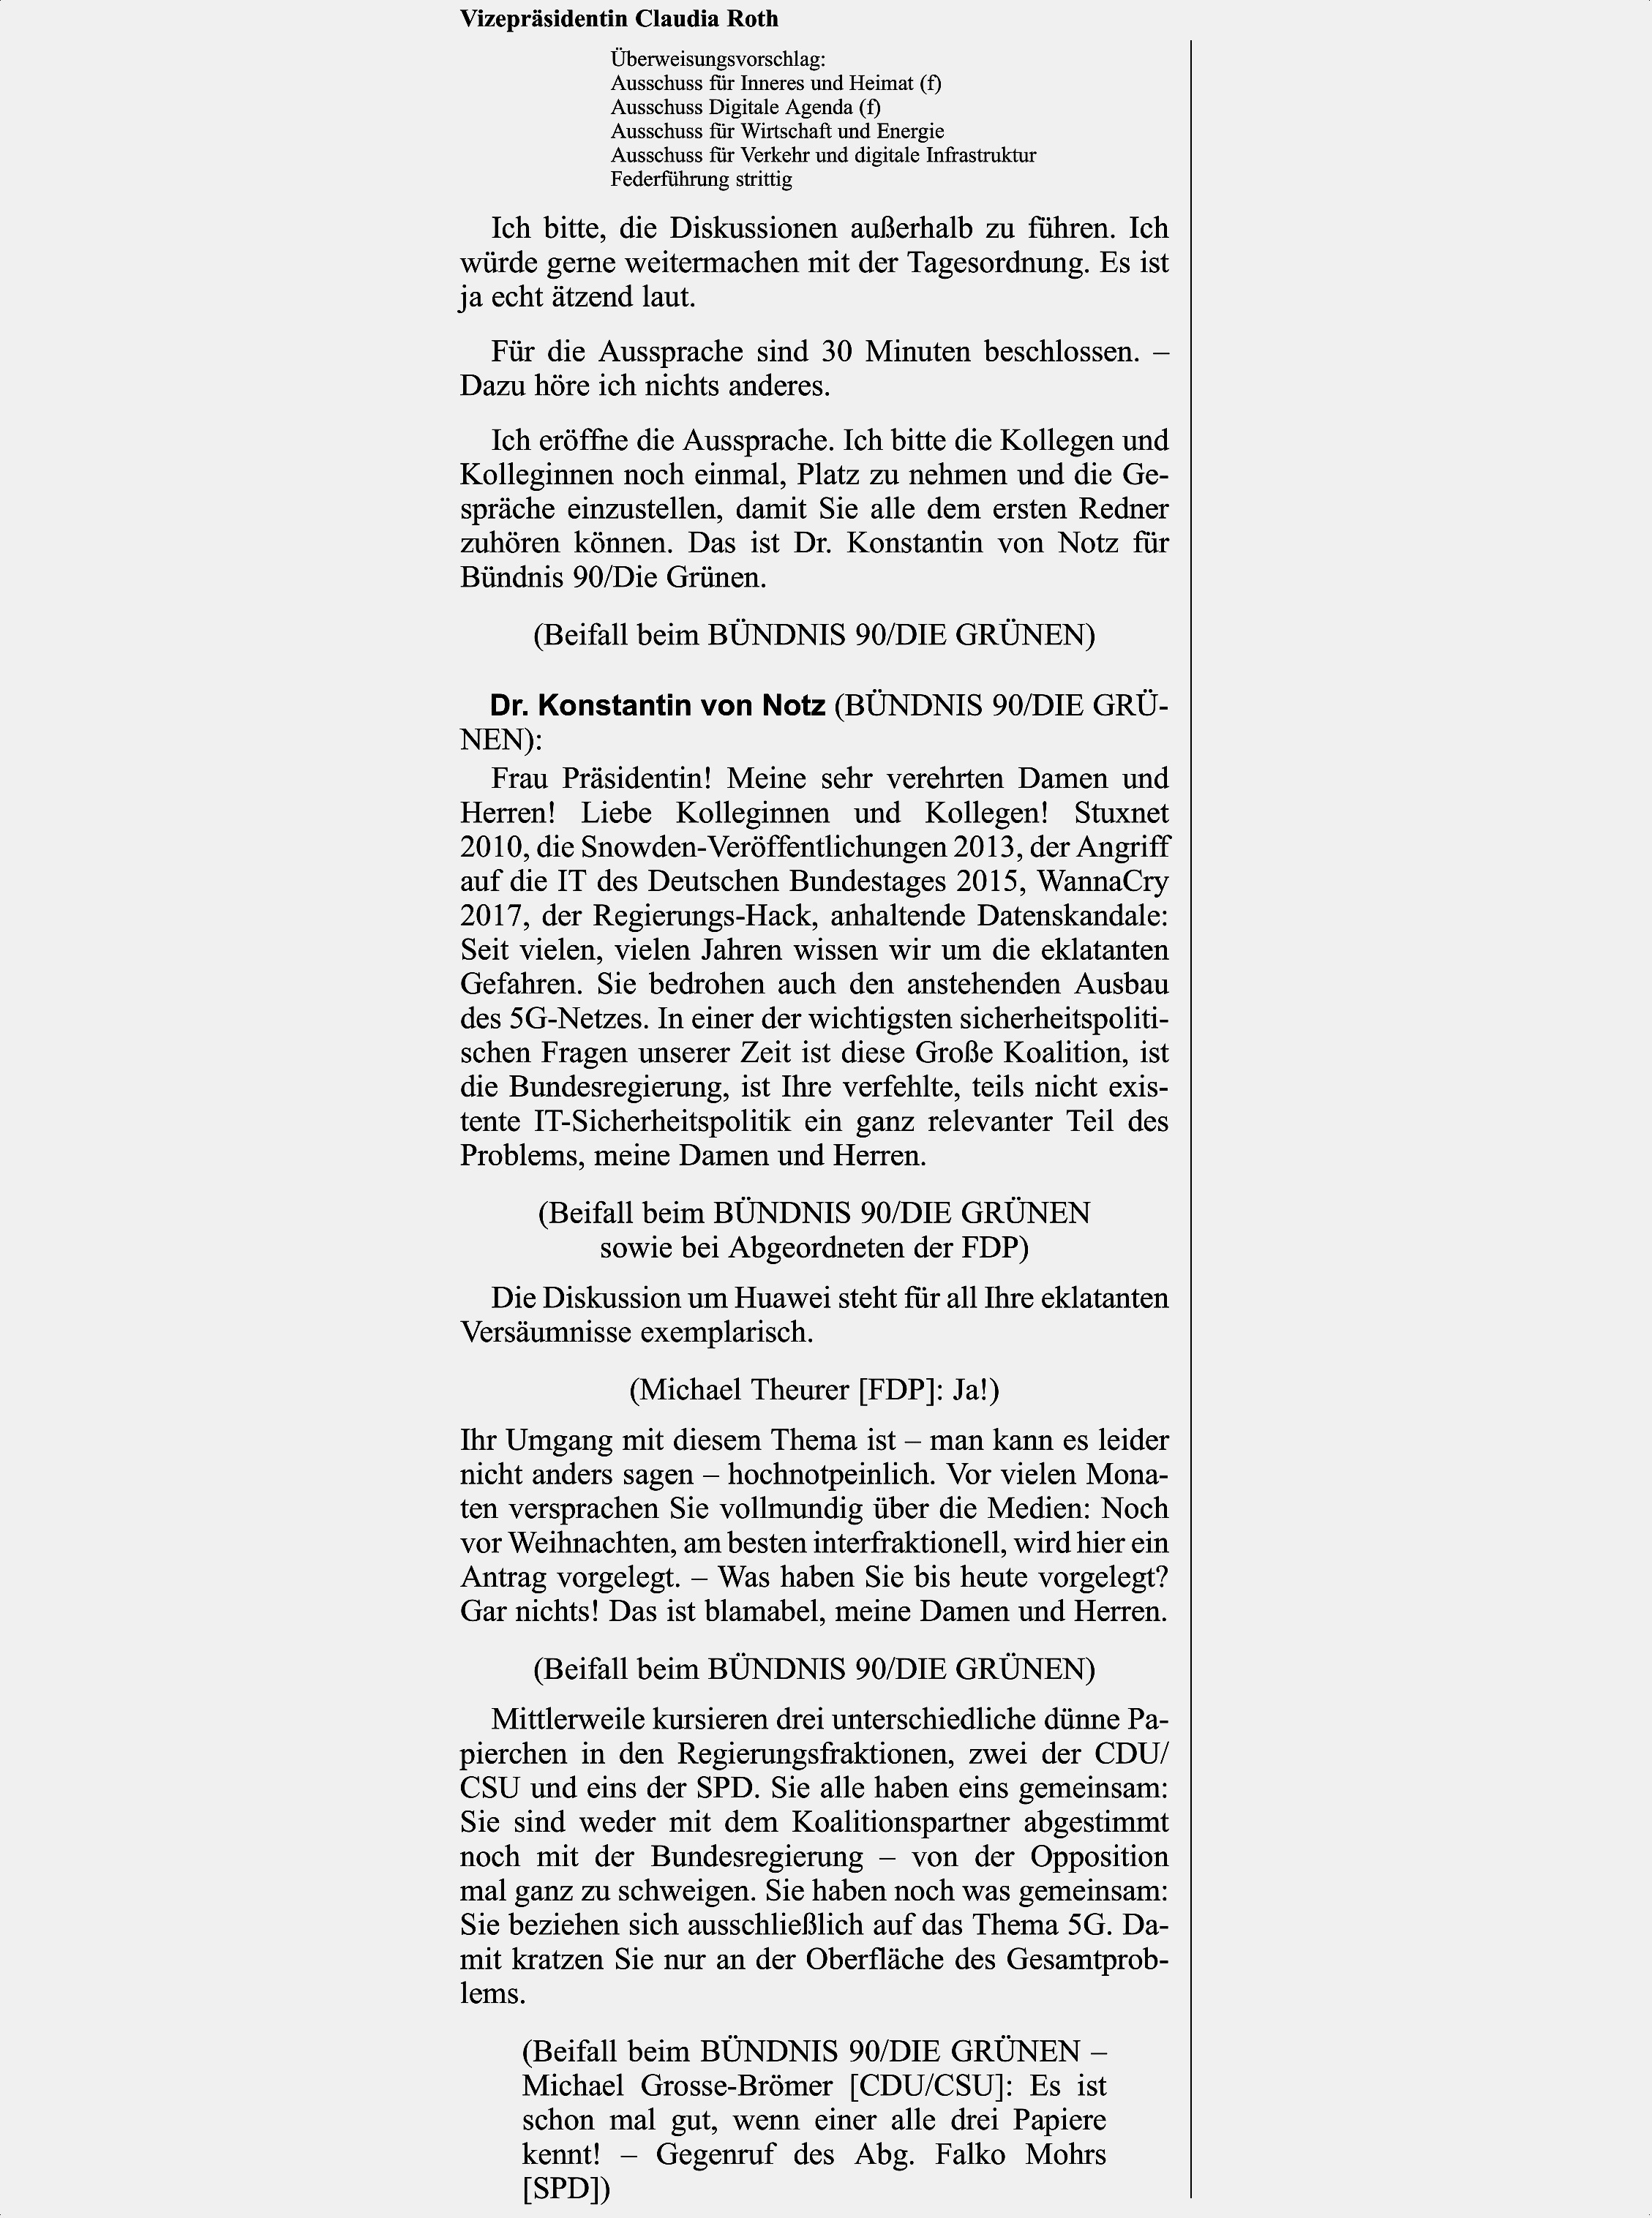 Vizepräsidentin Claudia Roth
Überweisungsvorschlag:
Ausschuss für Inneres und Heimat (f)
Ausschuss Digitale Agenda (f)
Ausschuss für Wirtschaft und Energie
Ausschuss für Verkehr und digitale Infrastruktur
Federführung strittig
Ich bitte, die Diskussionen außerhalb zu führen. Ich
würde gerne weitermachen mit der Tagesordnung. Es ist
ja echt ätzend laut.
Für die Aussprache sind 30 Minuten beschlossen. –
Dazu höre ich nichts anderes.
Ich eröffne die Aussprache. Ich bitte die Kollegen und
Kolleginnen noch einmal, Platz zu nehmen und die Ge-
spräche einzustellen, damit Sie alle dem ersten Redner
zuhören können. Das ist Dr. Konstantin von Notz für
Bündnis 90/Die Grünen.
(Beifall beim BÜNDNIS 90/DIE GRÜNEN)
Dr. Konstantin von Notz (BÜNDNIS 90/DIE GRÜ-
NEN):
Frau Präsidentin! Meine sehr verehrten Damen und
Herren! Liebe Kolleginnen und Kollegen! Stuxnet
2010, die Snowden-Veröffentlichungen 2013, der Angriff
auf die IT des Deutschen Bundestages 2015, WannaCry
2017, der Regierungs-Hack, anhaltende Datenskandale:
Seit vielen, vielen Jahren wissen wir um die eklatanten
Gefahren. Sie bedrohen auch den anstehenden Ausbau
des 5G-Netzes. In einer der wichtigsten sicherheitspoliti-
schen Fragen unserer Zeit ist diese Große Koalition, ist
die Bundesregierung, ist Ihre verfehlte, teils nicht exis-
tente IT-Sicherheitspolitik ein ganz relevanter Teil des
Problems, meine Damen und Herren.
(Beifall beim BÜNDNIS 90/DIE GRÜNEN
sowie bei Abgeordneten der FDP)
Die Diskussion um Huawei steht für all Ihre eklatanten
Versäumnisse exemplarisch.
(Michael Theurer [FDP]: Ja!)
Ihr Umgang mit diesem Thema ist – man kann es leider
nicht anders sagen – hochnotpeinlich. Vor vielen Mona-
ten versprachen Sie vollmundig über die Medien: Noch
vor Weihnachten, am besten interfraktionell, wird hier ein
Antrag vorgelegt. – Was haben Sie bis heute vorgelegt?
Gar nichts! Das ist blamabel, meine Damen und Herren.
(Beifall beim BÜNDNIS 90/DIE GRÜNEN)
Mittlerweile kursieren drei unterschiedliche dünne Pa-
pierchen in den Regierungsfraktionen, zwei der CDU/
CSU und eins der SPD. Sie alle haben eins gemeinsam:
Sie sind weder mit dem Koalitionspartner abgestimmt
noch mit der Bundesregierung – von der Opposition
mal ganz zu schweigen. Sie haben noch was gemeinsam:
Sie beziehen sich ausschließlich auf das Thema 5G. Da-
mit kratzen Sie nur an der Oberfläche des Gesamtprob-
lems.
(Beifall beim BÜNDNIS 90/DIE GRÜNEN –
Michael Grosse-Brömer [CDU/CSU]: Es ist
schon mal gut, wenn einer alle drei Papiere
kennt! – Gegenruf des Abg. Falko Mohrs
[SPD])